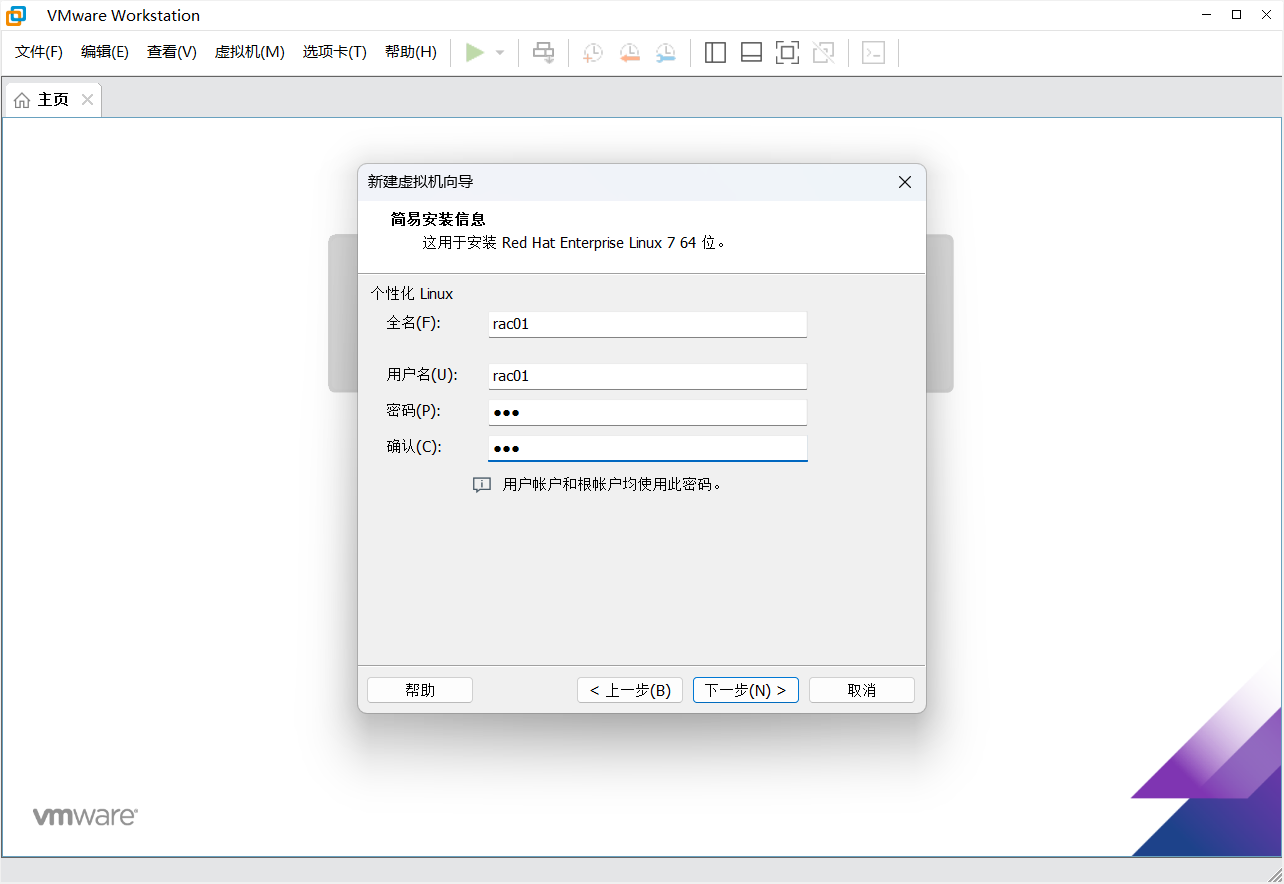 VMware Workstation
文件(F) 编辑(E) 查看(V) 虚拟机(M) 选项卡(T) 帮助(H)
主页
新建虚拟机向导
简易安装信息
这用于安装 Red Hat Enterprise Linux 7 64 位。
个性化 Linux
全名(F): rac01
用户名(U): rac01
密码(P): ●●●
确认(C): ●●●
用户帐户和根帐户均使用此密码。
帮助 < 上一步(B) 下一步(N) > 取消
vmware